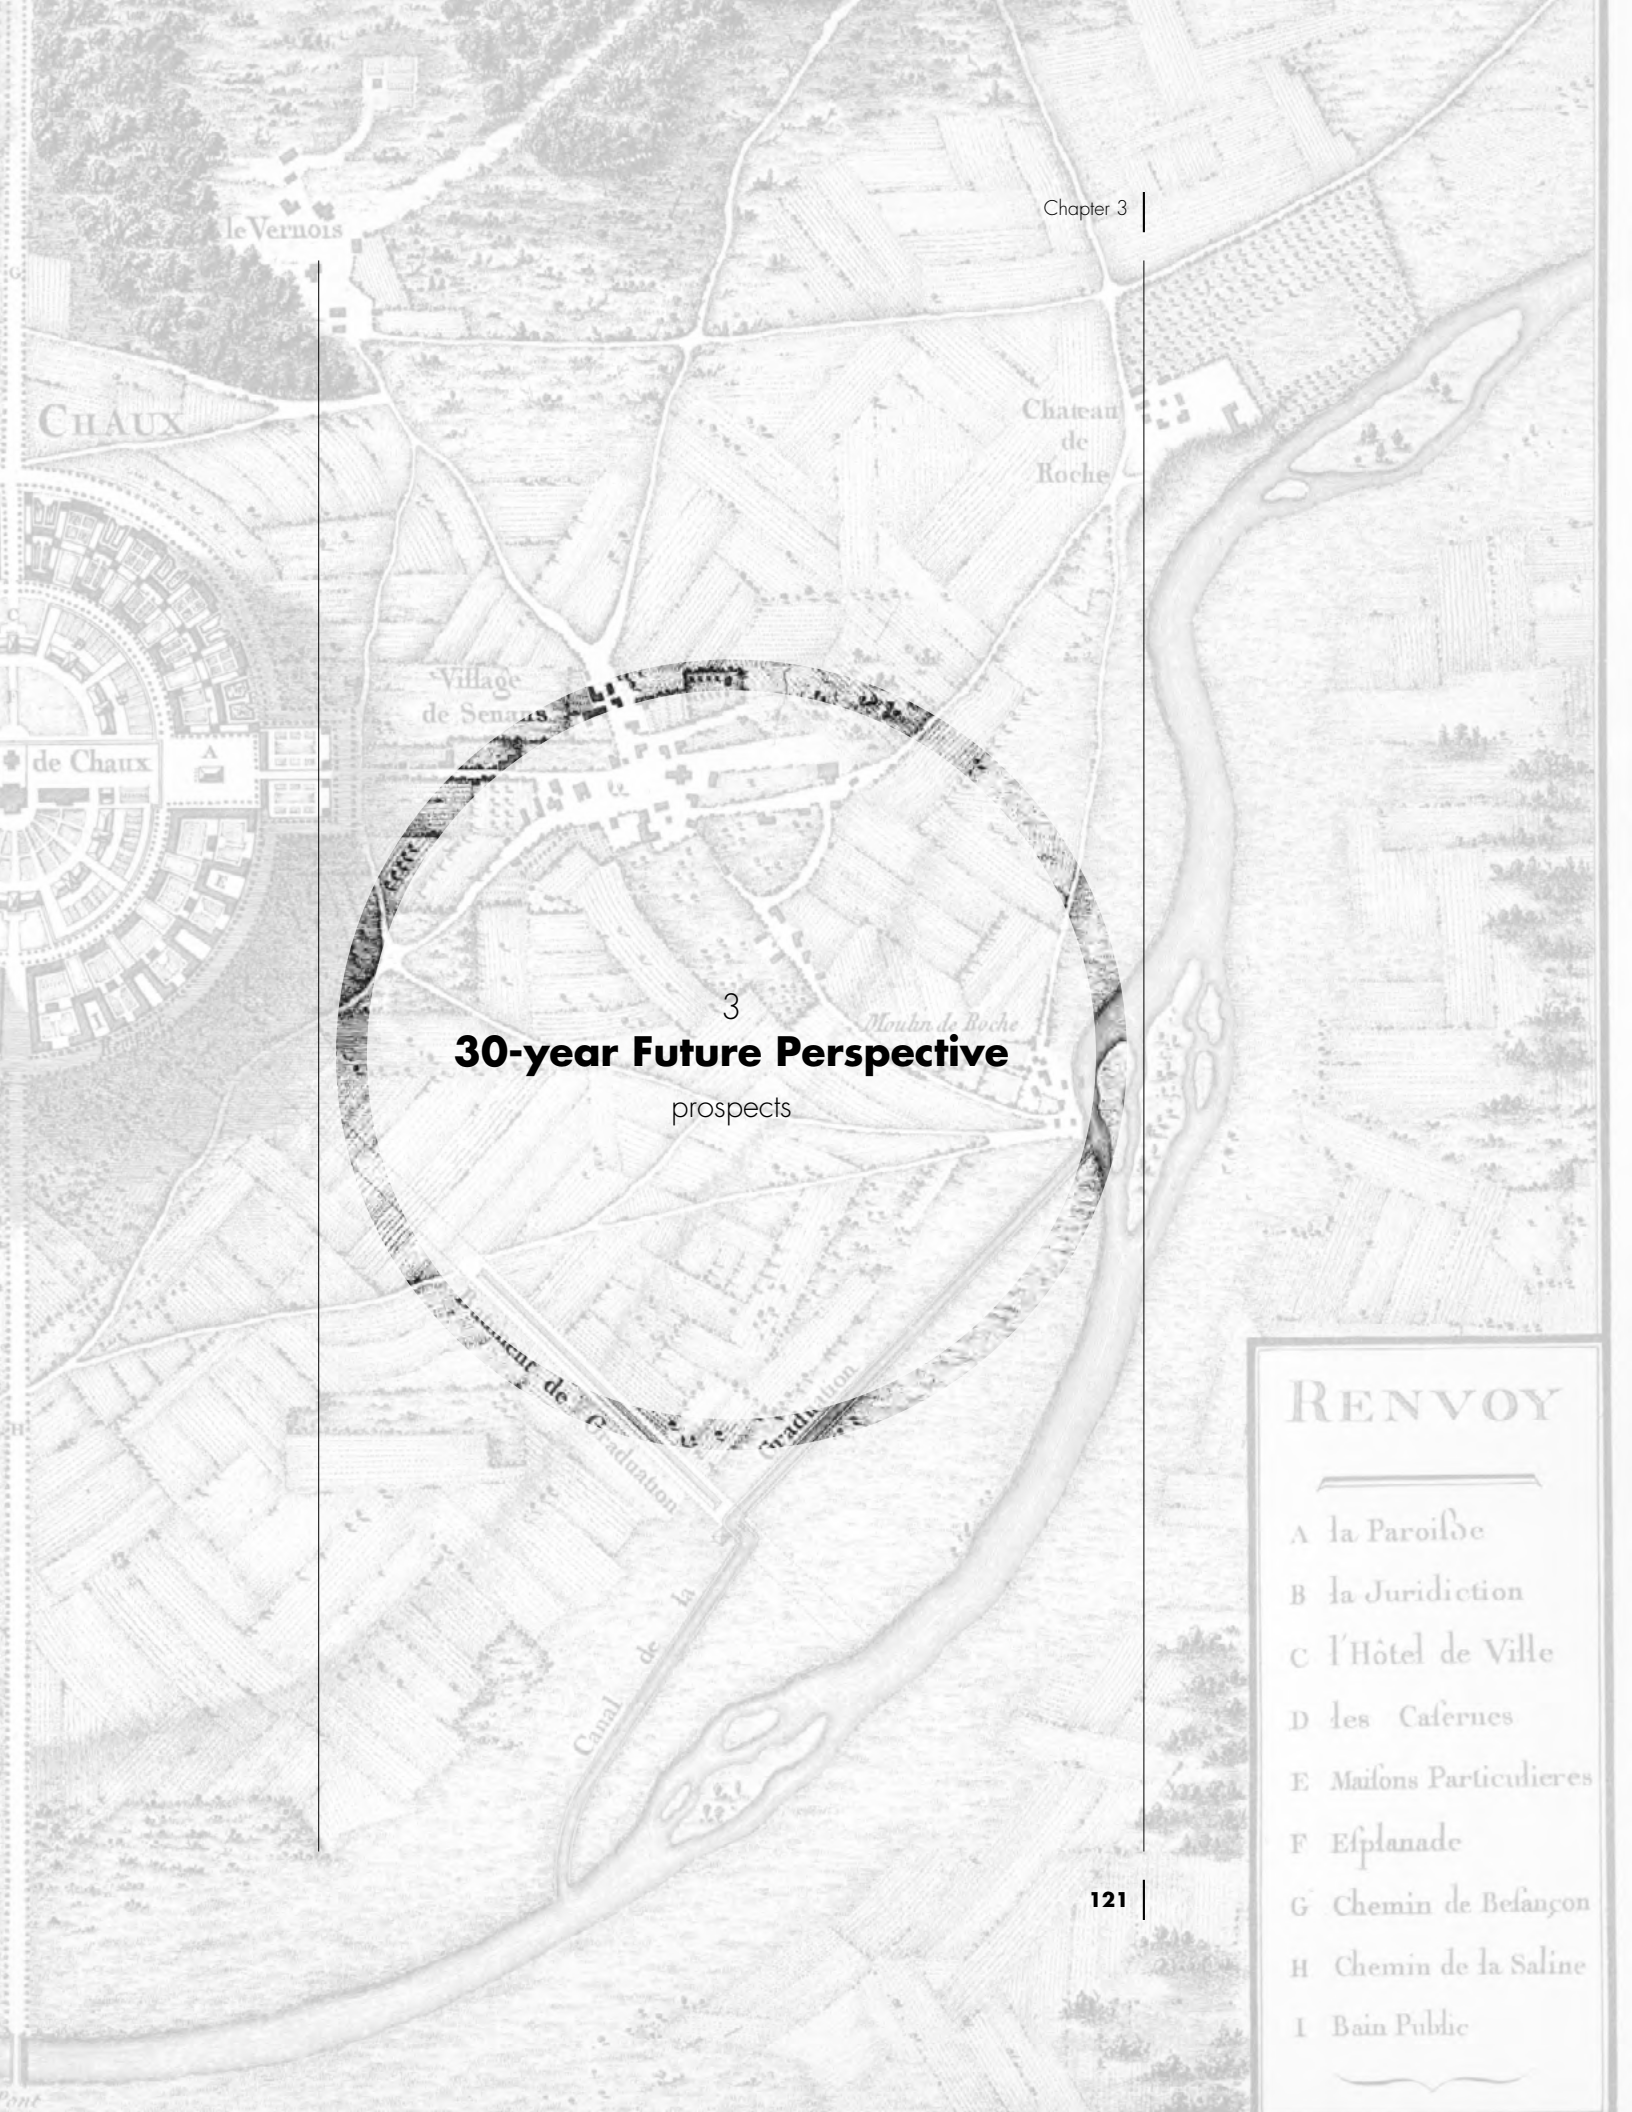 Chapter 3
le Vernois
G
CHAUX
Chateau
de
Roche
C
Village
de Senans
A
de Chaux
E
3
Moulin de Roche
30-year Future Perspective
prospects
de Graduation
Graduation
H
Canal de la
RENVOY
A la Paroiſse
B la Juridiction
C l'Hôtel de Ville
D les Caſernes
E Maiſons Particulieres
F Eſplanade
G Chemin de Beſançon
H Chemin de la Saline
I Bain Public
121
Pont